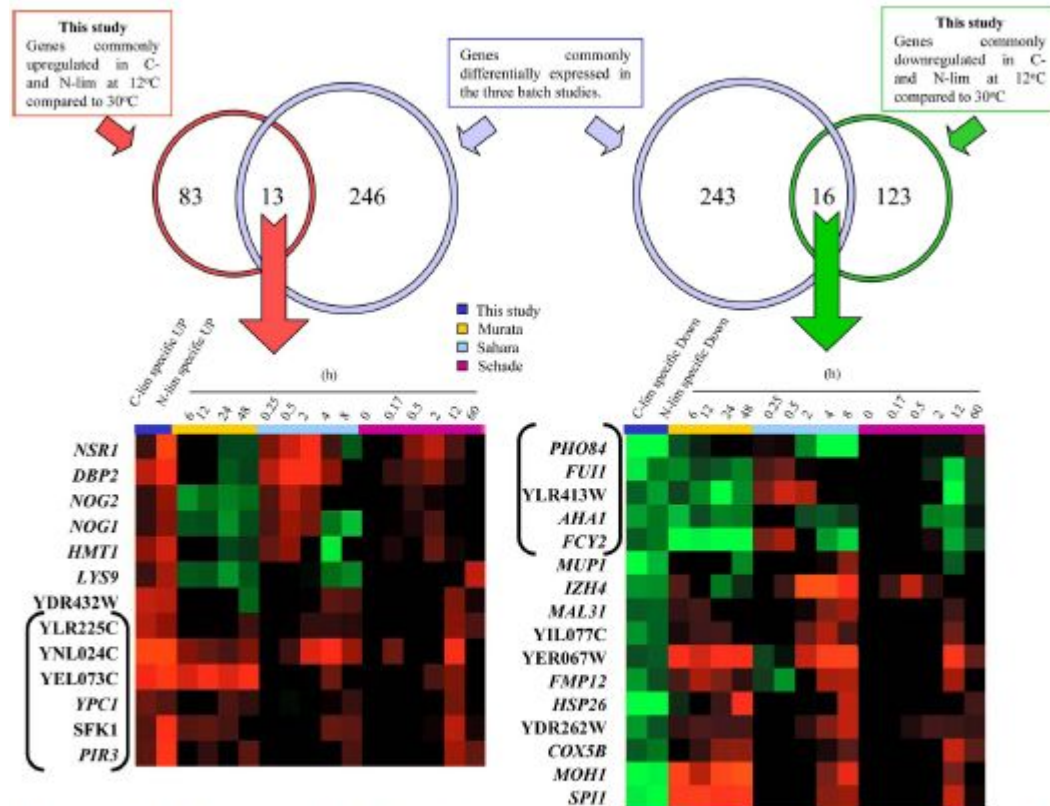 This study
Genes commonly
upregulated in C-
and N-lim at 12ºC
compared to 30ºC
Genes commonly
differentially expressed in
the three batch studies.
This study
Genes commonly
downregulated in C-
and N-lim at 12ºC
compared to 30ºC
83
13
246
243
16
123
This study
Murata
Sahara
Schade
C-lim specific UP
N-lim specific UP
(h)
6 12 24 48 0.25 0.5 2 4 8 0 0.17 0.5 2 12 60
NSR1
DBP2
NOG2
NOG1
HMT1
LYS9
YDR432W
YLR225C
YNL024C
YEL073C
YPC1
SFK1
PIR3
C-lim specific Down
N-lim specific Down
(h)
6 12 24 48 0.25 0.5 2 4 8 0 0.17 0.5 2 12 60
PHO84
FUI1
YLR413W
AHA1
FCY2
MUP1
IZH4
MAL31
YIL077C
YER067W
FMP12
HSP26
YDR262W
COX5B
MOH1
SPI1